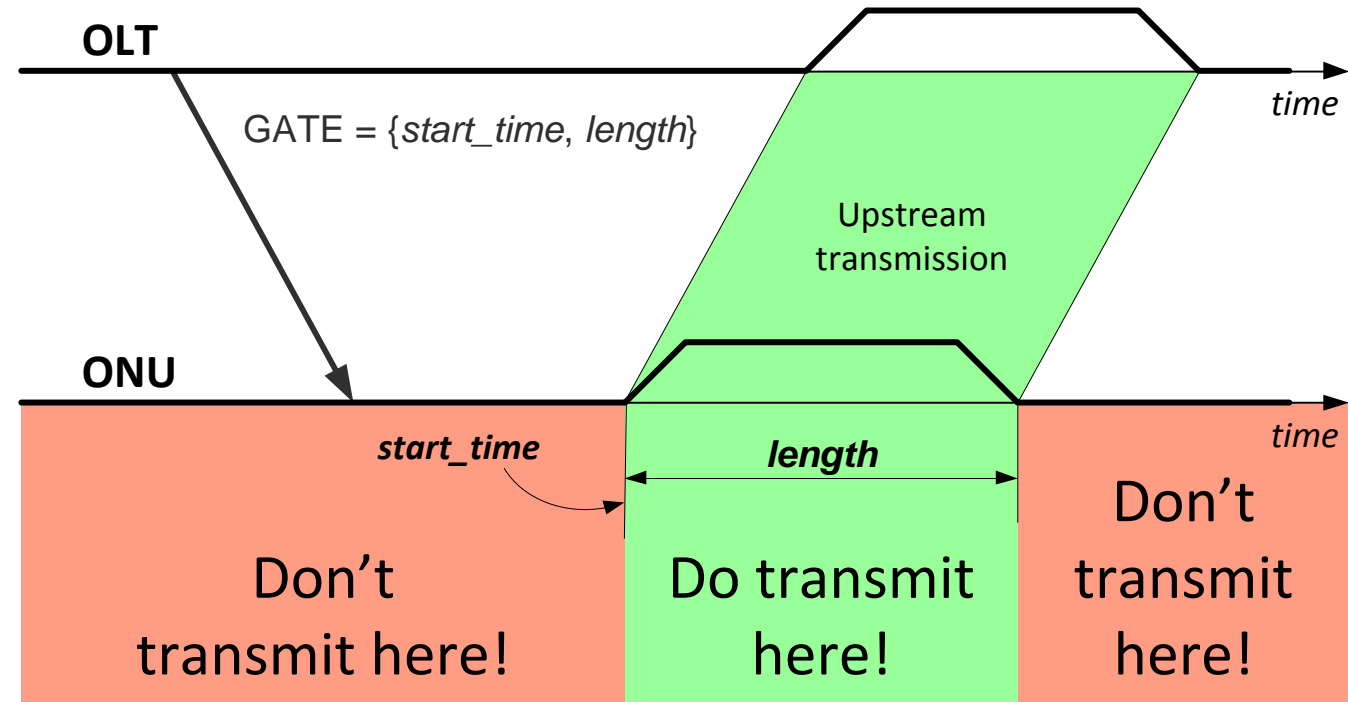 OLT
time
GATE = {start_time, length}
Upstream
transmission
ONU
time
start_time
length
Don't
transmit here!
Do transmit
here!
Don't
transmit
here!